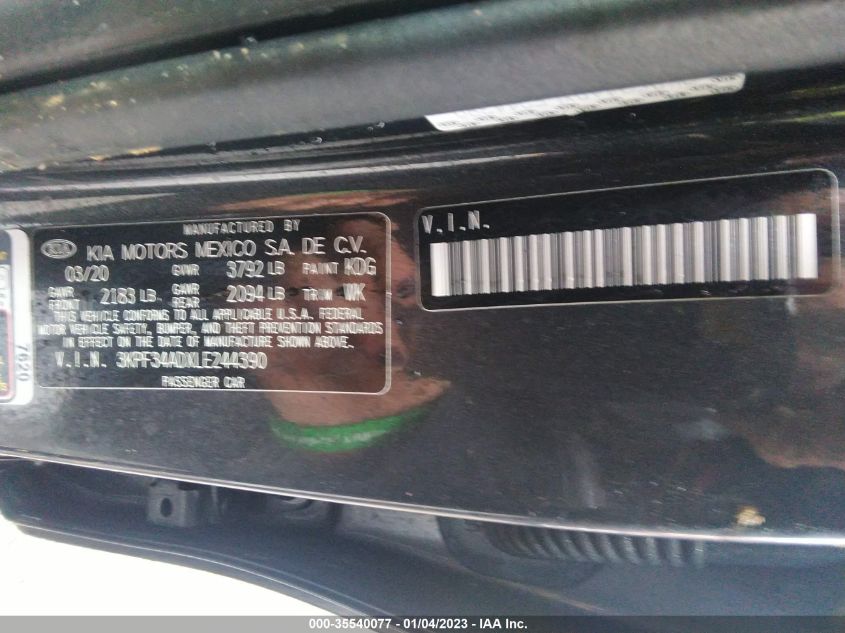 MANUFACTURED BY
KIA KIA MOTORS MEXICO S.A. DE C.V.
03/20 GVWR 3792 LB PAINT KDG
GAWR FRONT 2183 LB. GAWR REAR 2094 LB TRIM WK
THIS VEHICLE CONFORMS TO ALL APPLICABLE U.S.A. FEDERAL
MOTOR VEHICLE SAFETY, BUMPER, AND THEFT PREVENTION STANDARDS
IN EFFECT ON THE DATE OF MANUFACTURE SHOWN ABOVE.
V.I.N. 3KPF34ADXLE244390
PASSENGER CAR
V.I.N.
7620
000-35540077 - 01/04/2023 - IAA Inc.